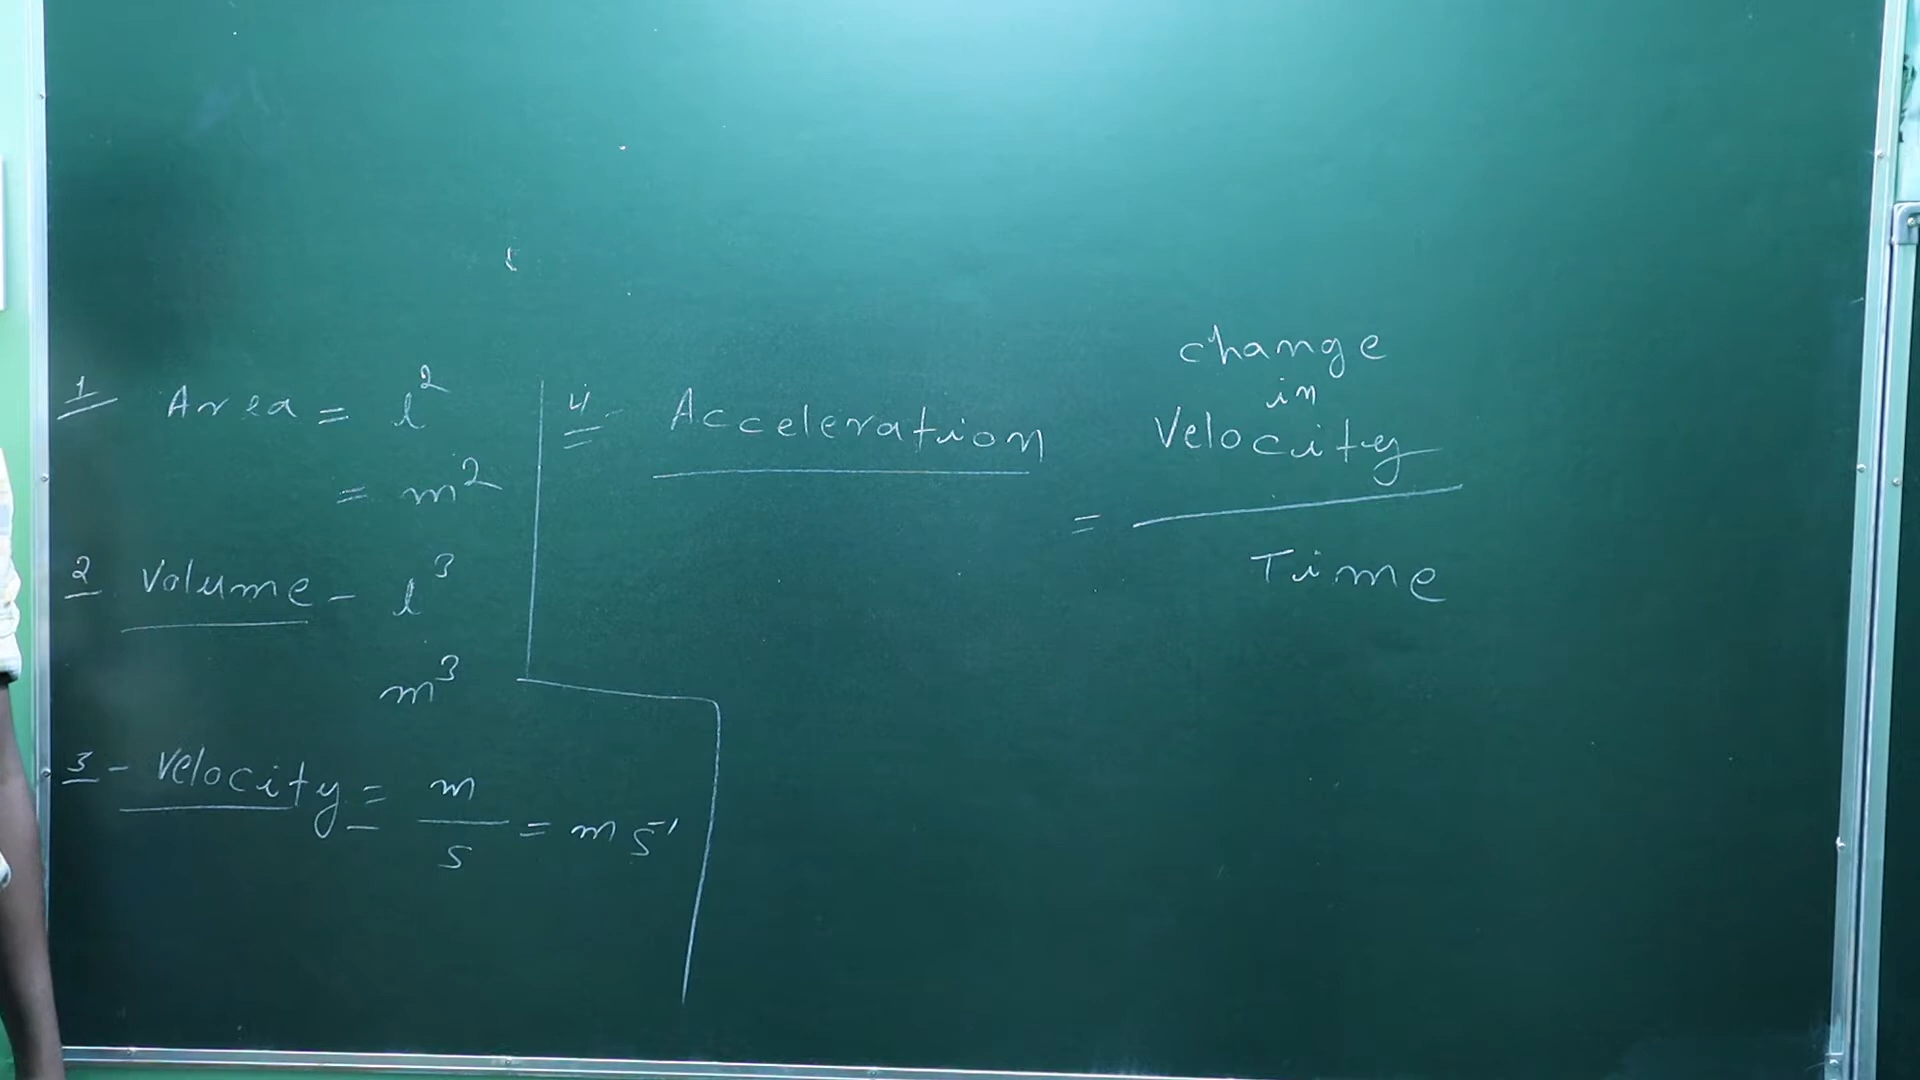 1 Area = l²
= m²
2 Volume - l³
m³
3 - Velocity = m/s = m s⁻¹
4 - Acceleration = change in Velocity / Time